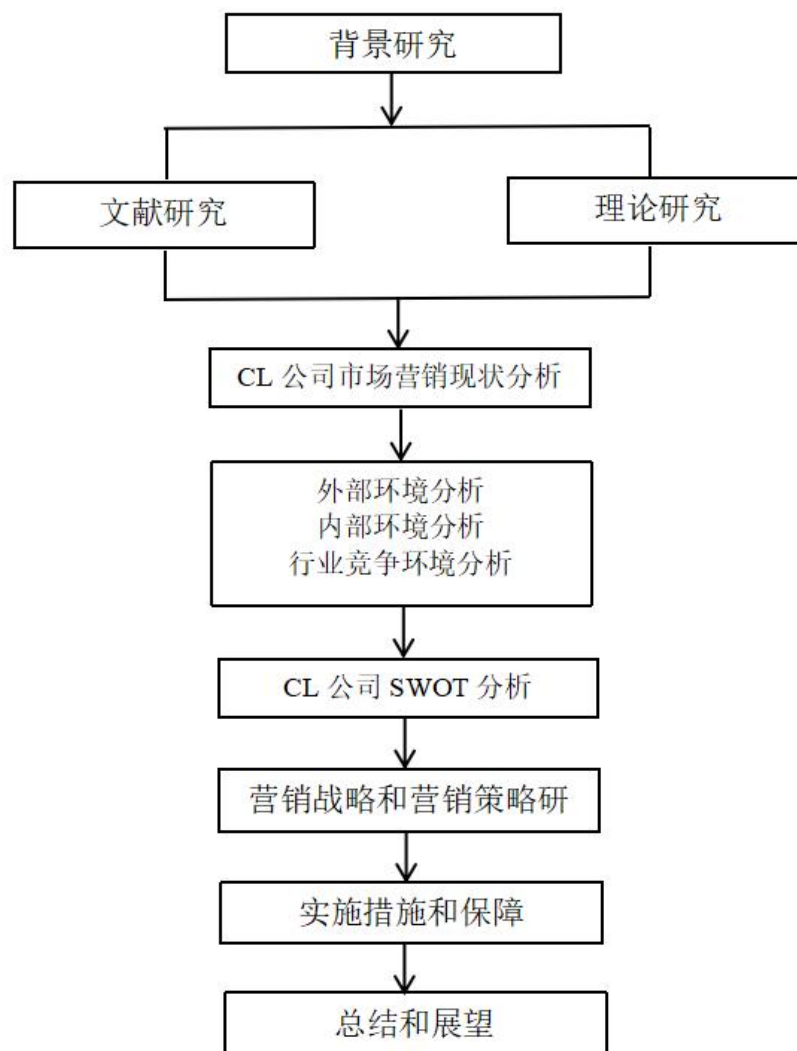 背景研究
文献研究
理论研究
CL 公司市场营销现状分析
外部环境分析
内部环境分析
行业竞争环境分析
CL 公司 SWOT 分析
营销战略和营销策略研
实施措施和保障
总结和展望